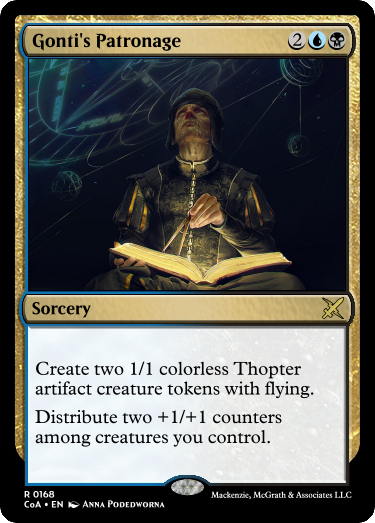 Gonti's Patronage 2
Sorcery
Create two 1/1 colorless Thopter
artifact creature tokens with flying.
Distribute two +1/+1 counters
among creatures you control.
R 0168
CoA • EN Anna Podedworna
Mackenzie, McGrath & Associates LLC